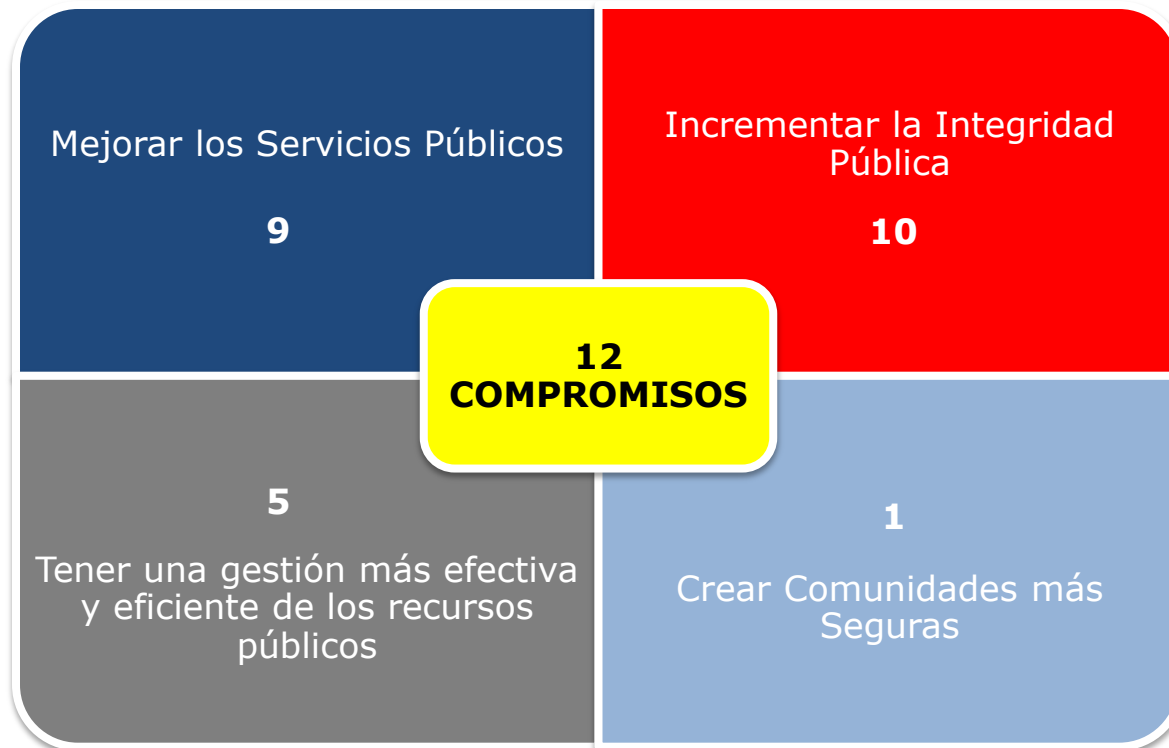 Mejorar los Servicios Públicos
9
Incrementar la Integridad
Pública
10
12
COMPROMISOS
5
Tener una gestión más efectiva
y eficiente de los recursos
públicos
1
Crear Comunidades más
Seguras